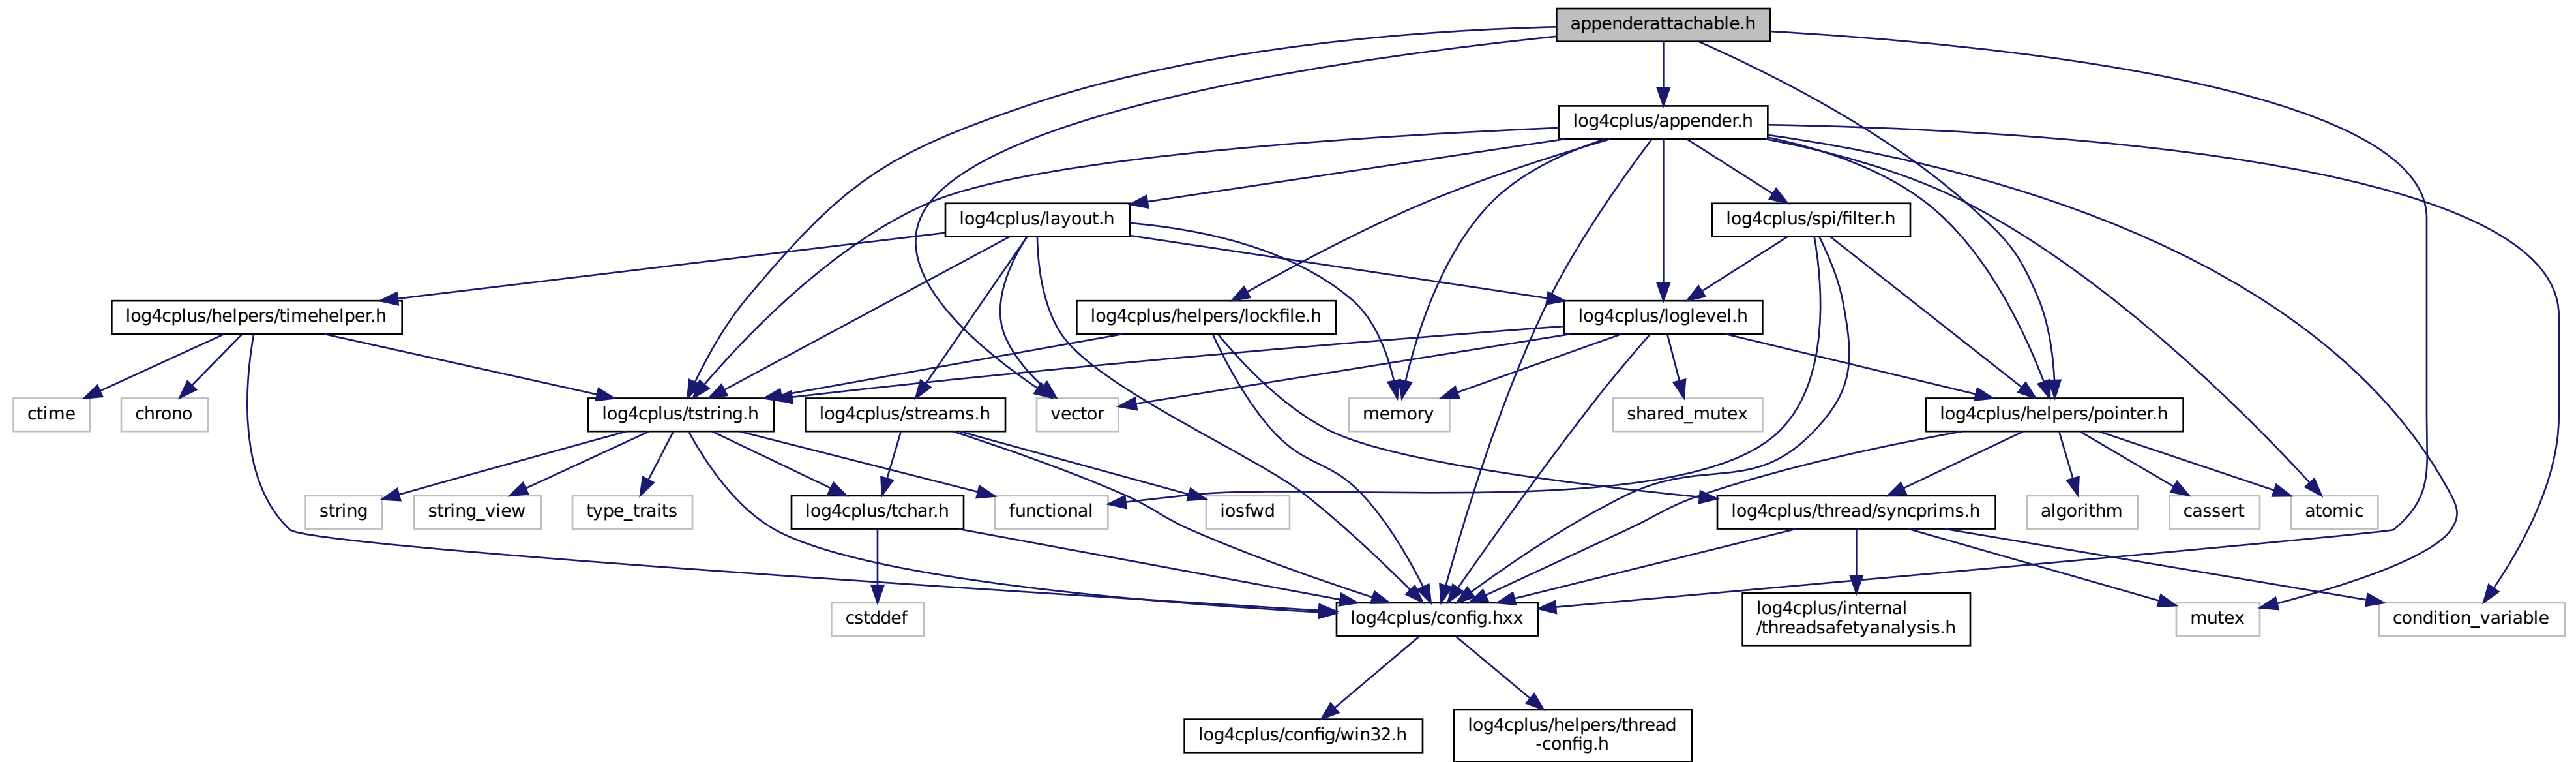 appenderattachable.h
log4cplus/appender.h
log4cplus/layout.h
log4cplus/spi/filter.h
log4cplus/helpers/timehelper.h
log4cplus/helpers/lockfile.h
log4cplus/loglevel.h
ctime
chrono
log4cplus/tstring.h
log4cplus/streams.h
vector
memory
shared_mutex
log4cplus/helpers/pointer.h
string
string_view
type_traits
log4cplus/tchar.h
functional
iosfwd
log4cplus/thread/syncprims.h
algorithm
cassert
atomic
cstddef
log4cplus/config.hxx
log4cplus/internal
/threadsafetyanalysis.h
mutex
condition_variable
log4cplus/config/win32.h
log4cplus/helpers/thread
-config.h